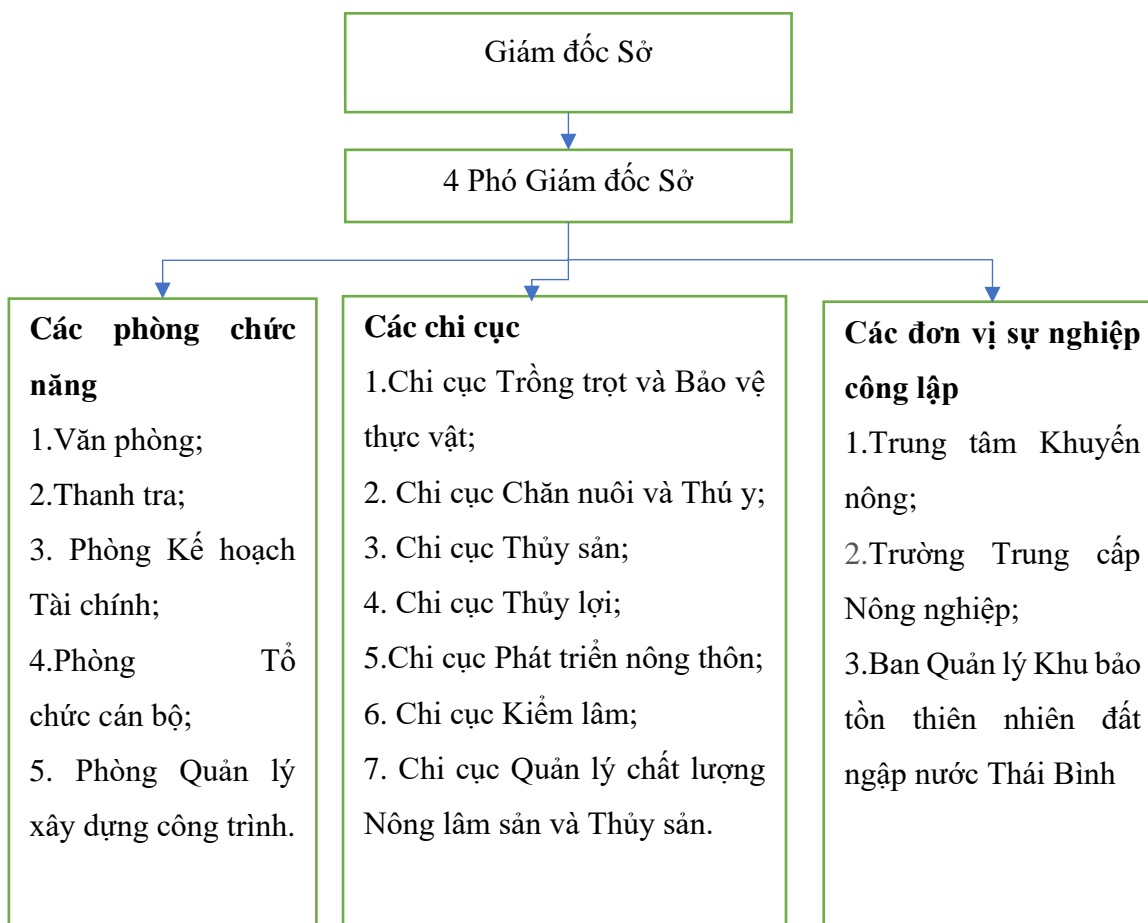 Giám đốc Sở
4 Phó Giám đốc Sở
Các phòng chức
năng
1.Văn phòng;
2.Thanh tra;
3. Phòng Kế hoạch
Tài chính;
4.Phòng Tổ
chức cán bộ;
5. Phòng Quản lý
xây dựng công trình.
Các chi cục
1.Chi cục Trồng trọt và Bảo vệ
thực vật;
2. Chi cục Chăn nuôi và Thú y;
3. Chi cục Thủy sản;
4. Chi cục Thủy lợi;
5.Chi cục Phát triển nông thôn;
6. Chi cục Kiểm lâm;
7. Chi cục Quản lý chất lượng
Nông lâm sản và Thủy sản.
Các đơn vị sự nghiệp
công lập
1.Trung tâm Khuyến
nông;
2.Trường Trung cấp
Nông nghiệp;
3.Ban Quản lý Khu bảo
tồn thiên nhiên đất
ngập nước Thái Bình